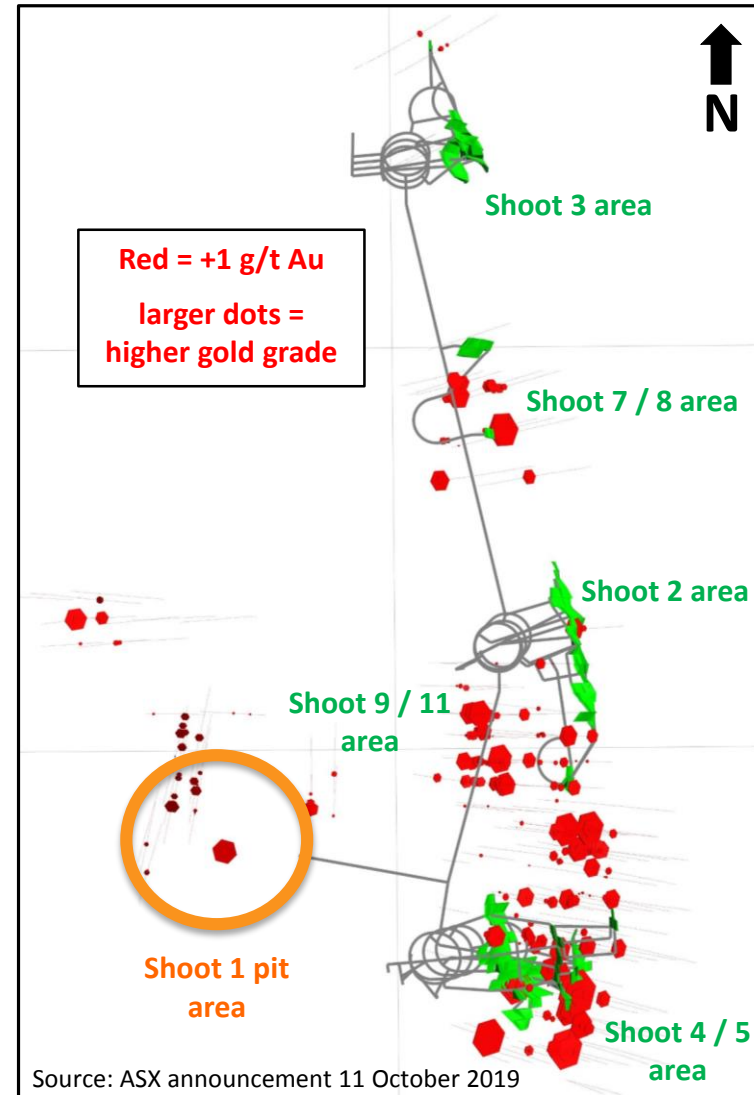 N
Shoot 3 area
Red = +1 g/t Au
larger dots =
higher gold grade
Shoot 7 / 8 area
Shoot 2 area
Shoot 9 / 11
area
Shoot 1 pit
area
Shoot 4 / 5
area
Source: ASX announcement 11 October 2019